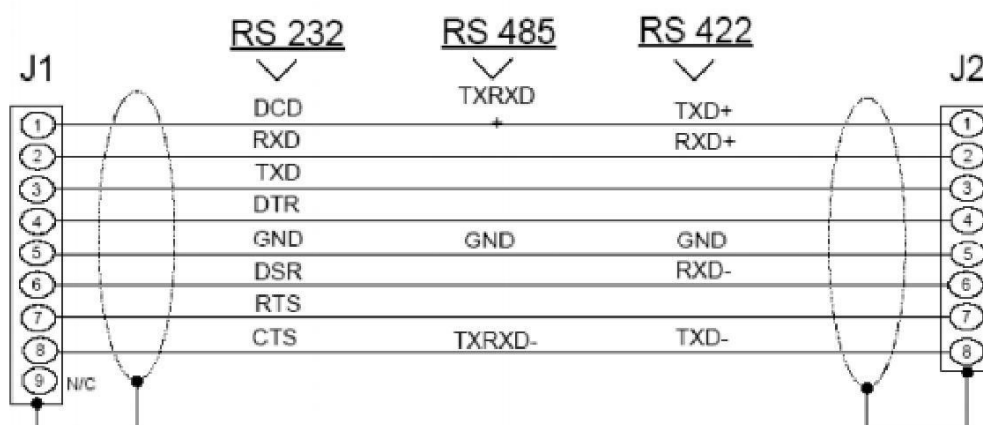 RS 232 RS 485 RS 422
J1 J2
DCD TXRXD TXD+
1 + 1
RXD RXD+
2 2
TXD
3 3
DTR
4 4
GND GND GND
5 5
DSR RXD-
6 6
RTS
7 7
CTS TXRXD- TXD-
8 8
9 N/C